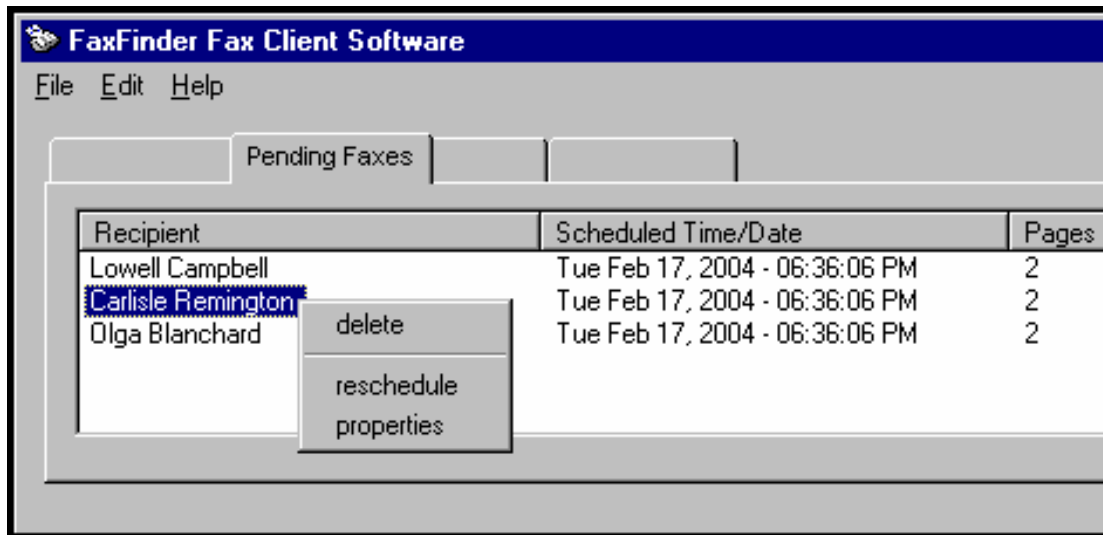 FaxFinder Fax Client Software
File Edit Help
Pending Faxes
Recipient Scheduled Time/Date Pages
Lowell Campbell Tue Feb 17, 2004 - 06:36:06 PM 2
Carlisle Remington Tue Feb 17, 2004 - 06:36:06 PM 2
Olga Blanchard Tue Feb 17, 2004 - 06:36:06 PM 2
delete
reschedule
properties